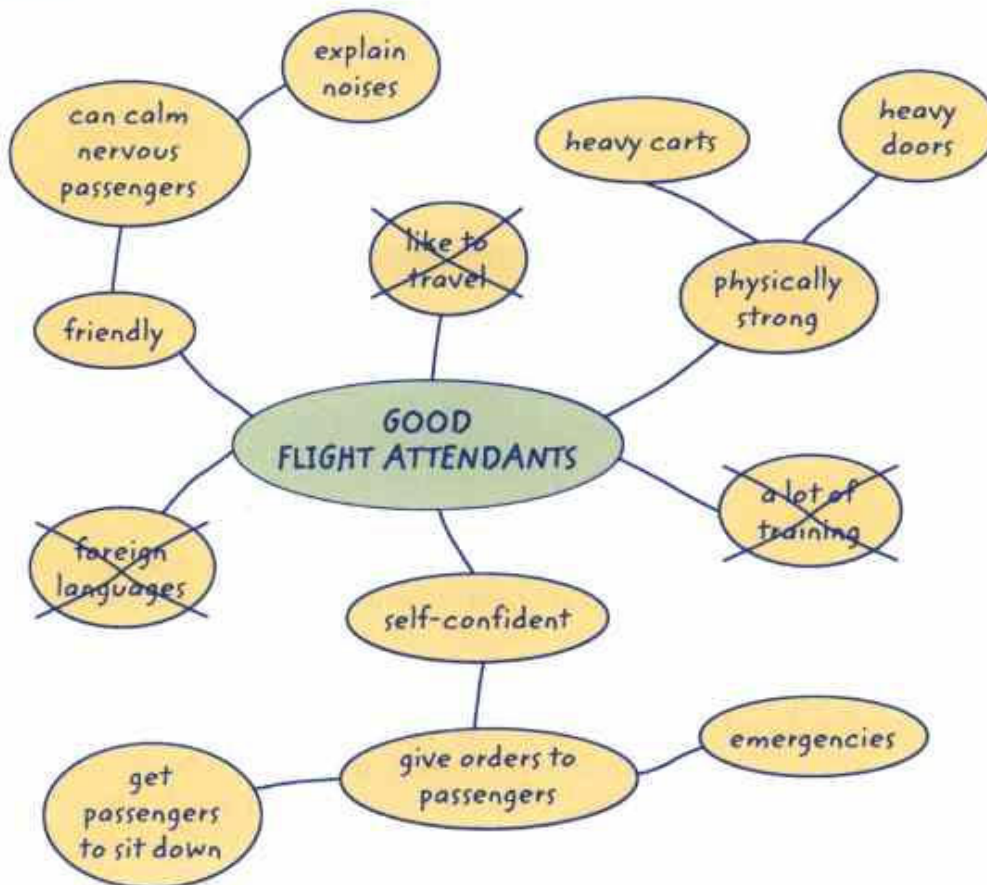 explain
noises
can calm
nervous
passengers
heavy carts
heavy
doors
like to
travel
physically
strong
friendly
GOOD
FLIGHT ATTENDANTS
a lot of
training
foreign
languages
self-confident
give orders to
passengers
emergencies
get
passengers
to sit down